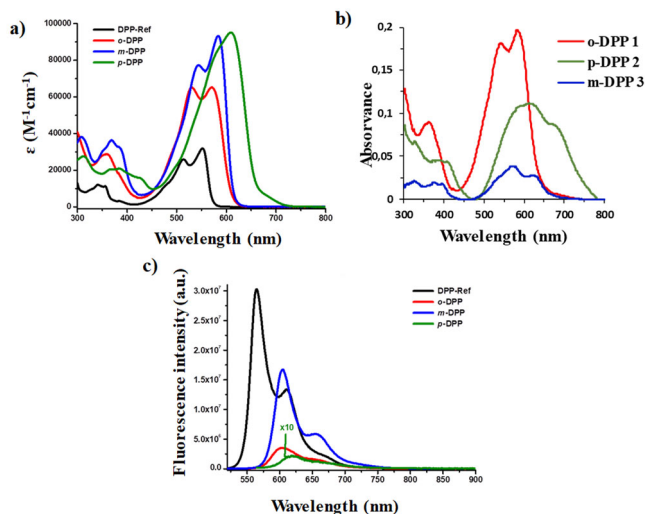 a)
DPP-Ref
o-DPP
m-DPP
p-DPP
ε (M⁻¹cm⁻¹)
100000
80000
60000
40000
20000
0
300 400 500 600 700 800
Wavelength (nm)
b)
o-DPP 1
p-DPP 2
m-DPP 3
Absorvance
0,2
0,15
0,1
0,05
0
300 400 500 600 700 800
Wavelength (nm)
c)
DPP-Ref
o-DPP
m-DPP
p-DPP
Fluorescence intensity (a.u.)
3.0x10⁷
2.5x10⁷
2.0x10⁷
1.5x10⁷
1.0x10⁷
5.0x10⁶
0.0
x10
550 600 650 700 750 800 850 900
Wavelength (nm)